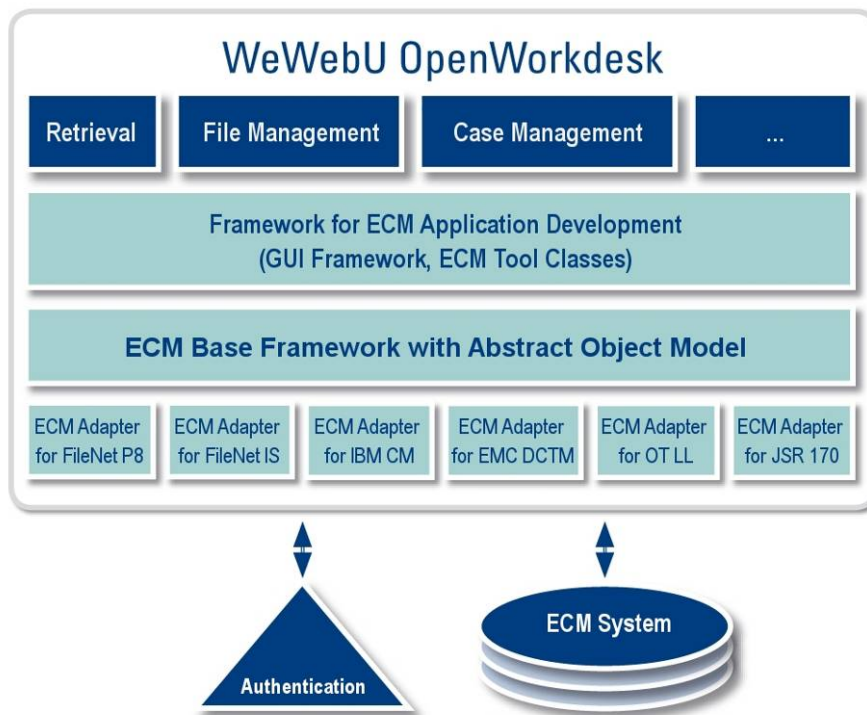 WeWebU OpenWorkdesk
Retrieval
File Management
Case Management
...
Framework for ECM Application Development
(GUI Framework, ECM Tool Classes)
ECM Base Framework with Abstract Object Model
ECM Adapter
for FileNet P8
ECM Adapter
for FileNet IS
ECM Adapter
for IBM CM
ECM Adapter
for EMC DCTM
ECM Adapter
for OT LL
ECM Adapter
for JSR 170
Authentication
ECM System